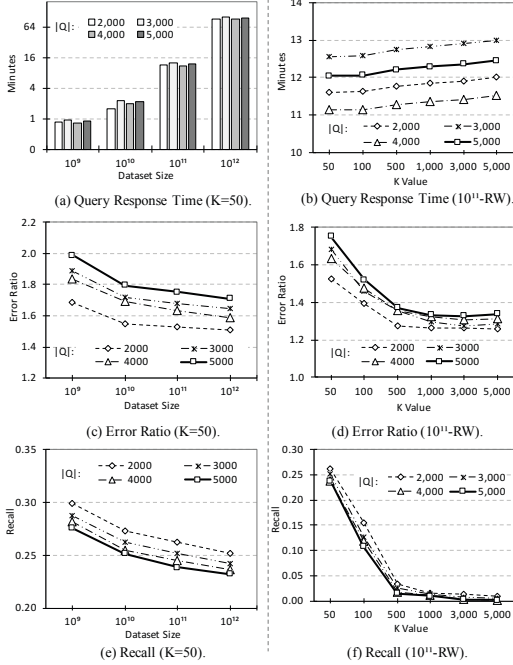 |Q|: 2,000 3,000
4,000 5,000
64
16
4
1
0
Minutes
10⁹ 10¹⁰ 10¹¹ 10¹²
Dataset Size
(a) Query Response Time (K=50).
14
13
12
11
10
Minutes
|Q|: 2,000 3,000
4,000 5,000
50 100 500 1,000 3,000 5,000
K Value
(b) Query Response Time (10¹¹-RW).
2.2
2.0
1.8
1.6
1.4
1.2
Error Ratio
|Q|: 2000 3000
4000 5000
10⁹ 10¹⁰ 10¹¹ 10¹²
Dataset Size
(c) Error Ratio (K=50).
1.8
1.6
1.4
1.2
1.0
Error Ratio
|Q|: 2,000 3,000
4,000 5,000
50 100 500 1,000 3,000 5,000
K Value
(d) Error Ratio (10¹¹-RW).
0.35
0.30
0.25
0.20
Recall
|Q|: 2000 3000
4000 5000
10⁹ 10¹⁰ 10¹¹ 10¹²
Dataset Size
(e) Recall (K=50).
0.30
0.25
0.20
0.15
0.10
0.05
0.00
Recall
|Q|: 2,000 3,000
4,000 5,000
50 100 500 1,000 3,000 5,000
K Value
(f) Recall (10¹¹-RW).